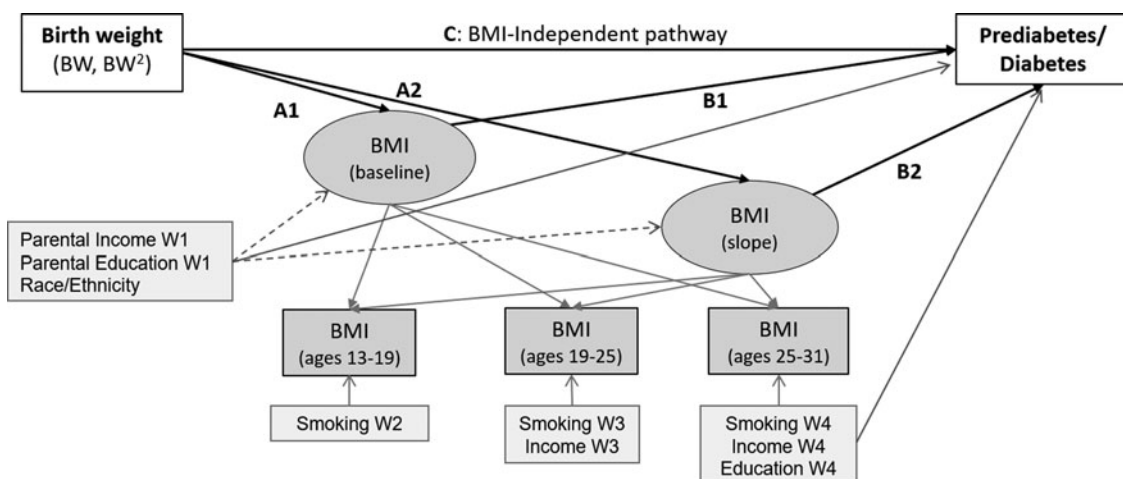 Birth weight
(BW, BW²)
C: BMI-Independent pathway
Prediabetes/
Diabetes
A1
A2
B1
BMI
(baseline)
B2
BMI
(slope)
Parental Income W1
Parental Education W1
Race/Ethnicity
BMI
(ages 13-19)
BMI
(ages 19-25)
BMI
(ages 25-31)
Smoking W2
Smoking W3
Income W3
Smoking W4
Income W4
Education W4